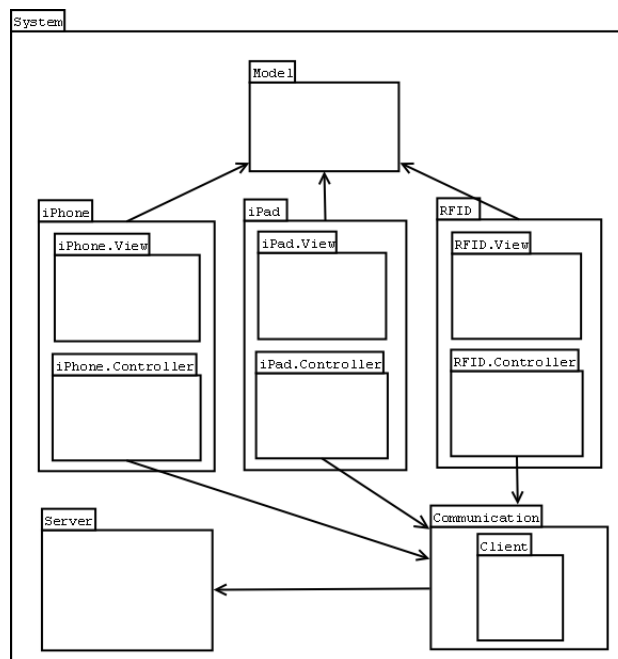 System
Model
iPhone
iPad
RFID
iPhone.View
iPad.View
RFID.View
iPhone.Controller
iPad.Controller
RFID.Controller
Server
Communication
Client